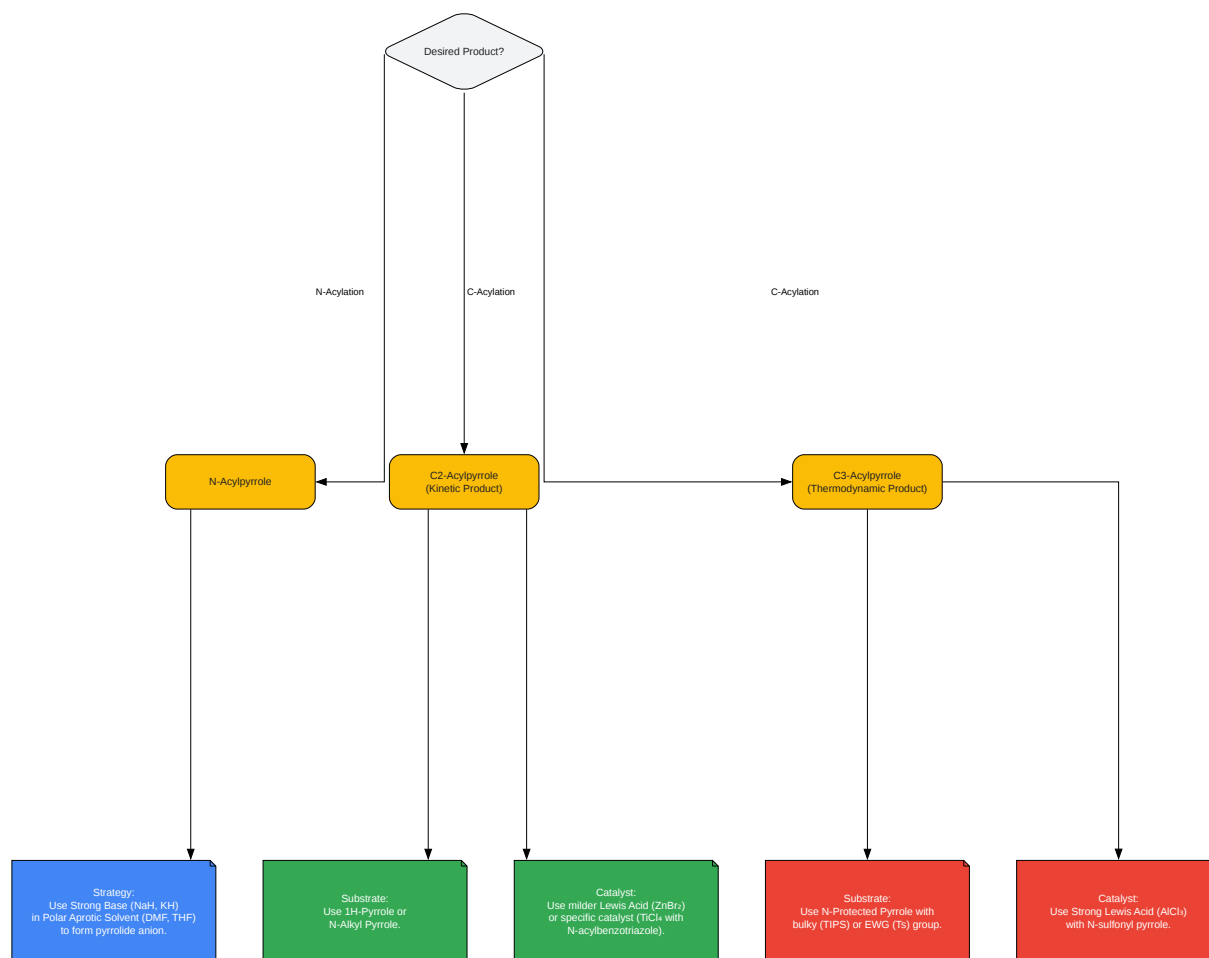 Desired Product?
N-Acylation
C-Acylation
C-Acylation
N-Acylpyrrole
C2-Acylpyrrole
(Kinetic Product)
C3-Acylpyrrole
(Thermodynamic Product)
Strategy:
Use Strong Base (NaH, KH)
in Polar Aprotic Solvent (DMF, THF)
to form pyrrolide anion.
Substrate:
Use 1H-Pyrrole or
N-Alkyl Pyrrole.
Catalyst:
Use milder Lewis Acid (ZnBr₂)
or specific catalyst (TiCl₄ with
N-acylbenzotriazole).
Substrate:
Use N-Protected Pyrrole with
bulky (TIPS) or EWG (Ts) group.
Catalyst:
Use Strong Lewis Acid (AlCl₃)
with N-sulfonyl pyrrole.